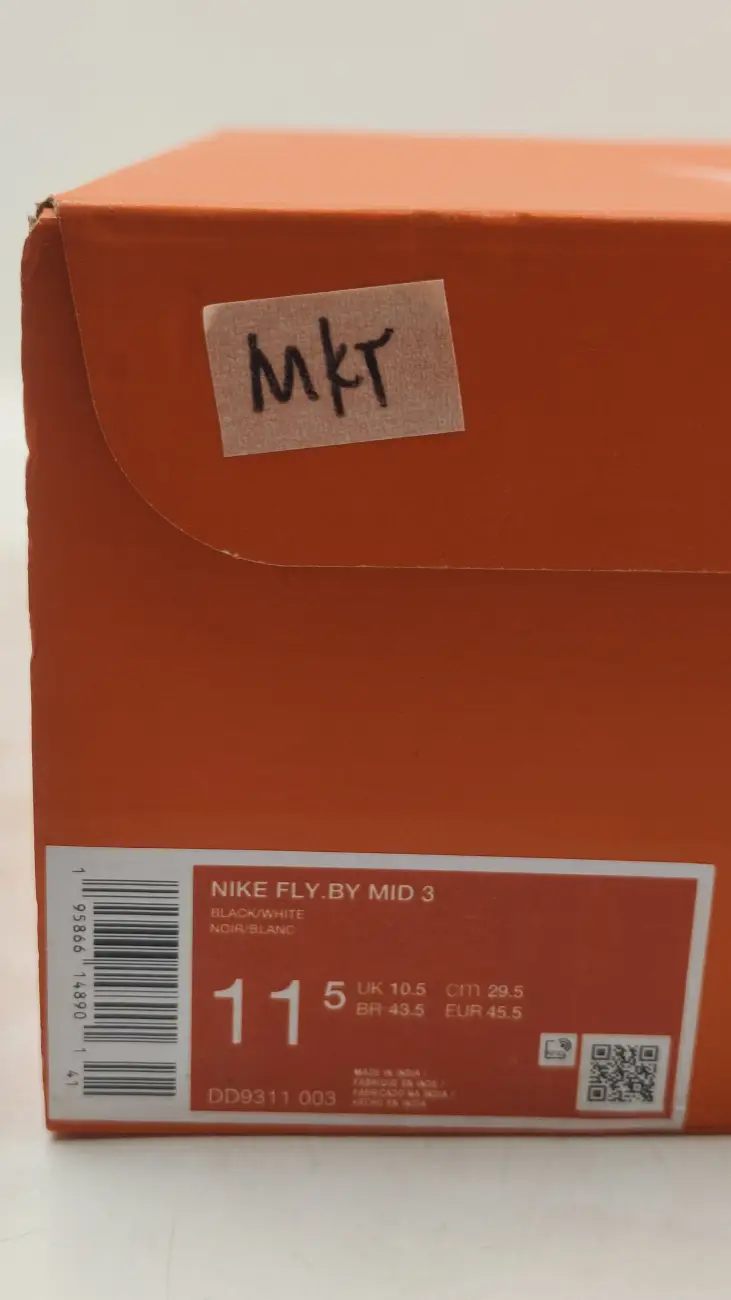 MKT
NIKE FLY.BY MID 3
BLACK/WHITE
NOIR/BLANC
11 5
UK 10.5 cm 29.5
BR 43.5 EUR 45.5
DD9311 003
MADE IN INDIA /
FABRIQUE EN INDE /
FABRICADO NA INDIA /
HECHO EN INDIA
1 95866 14890 1 41